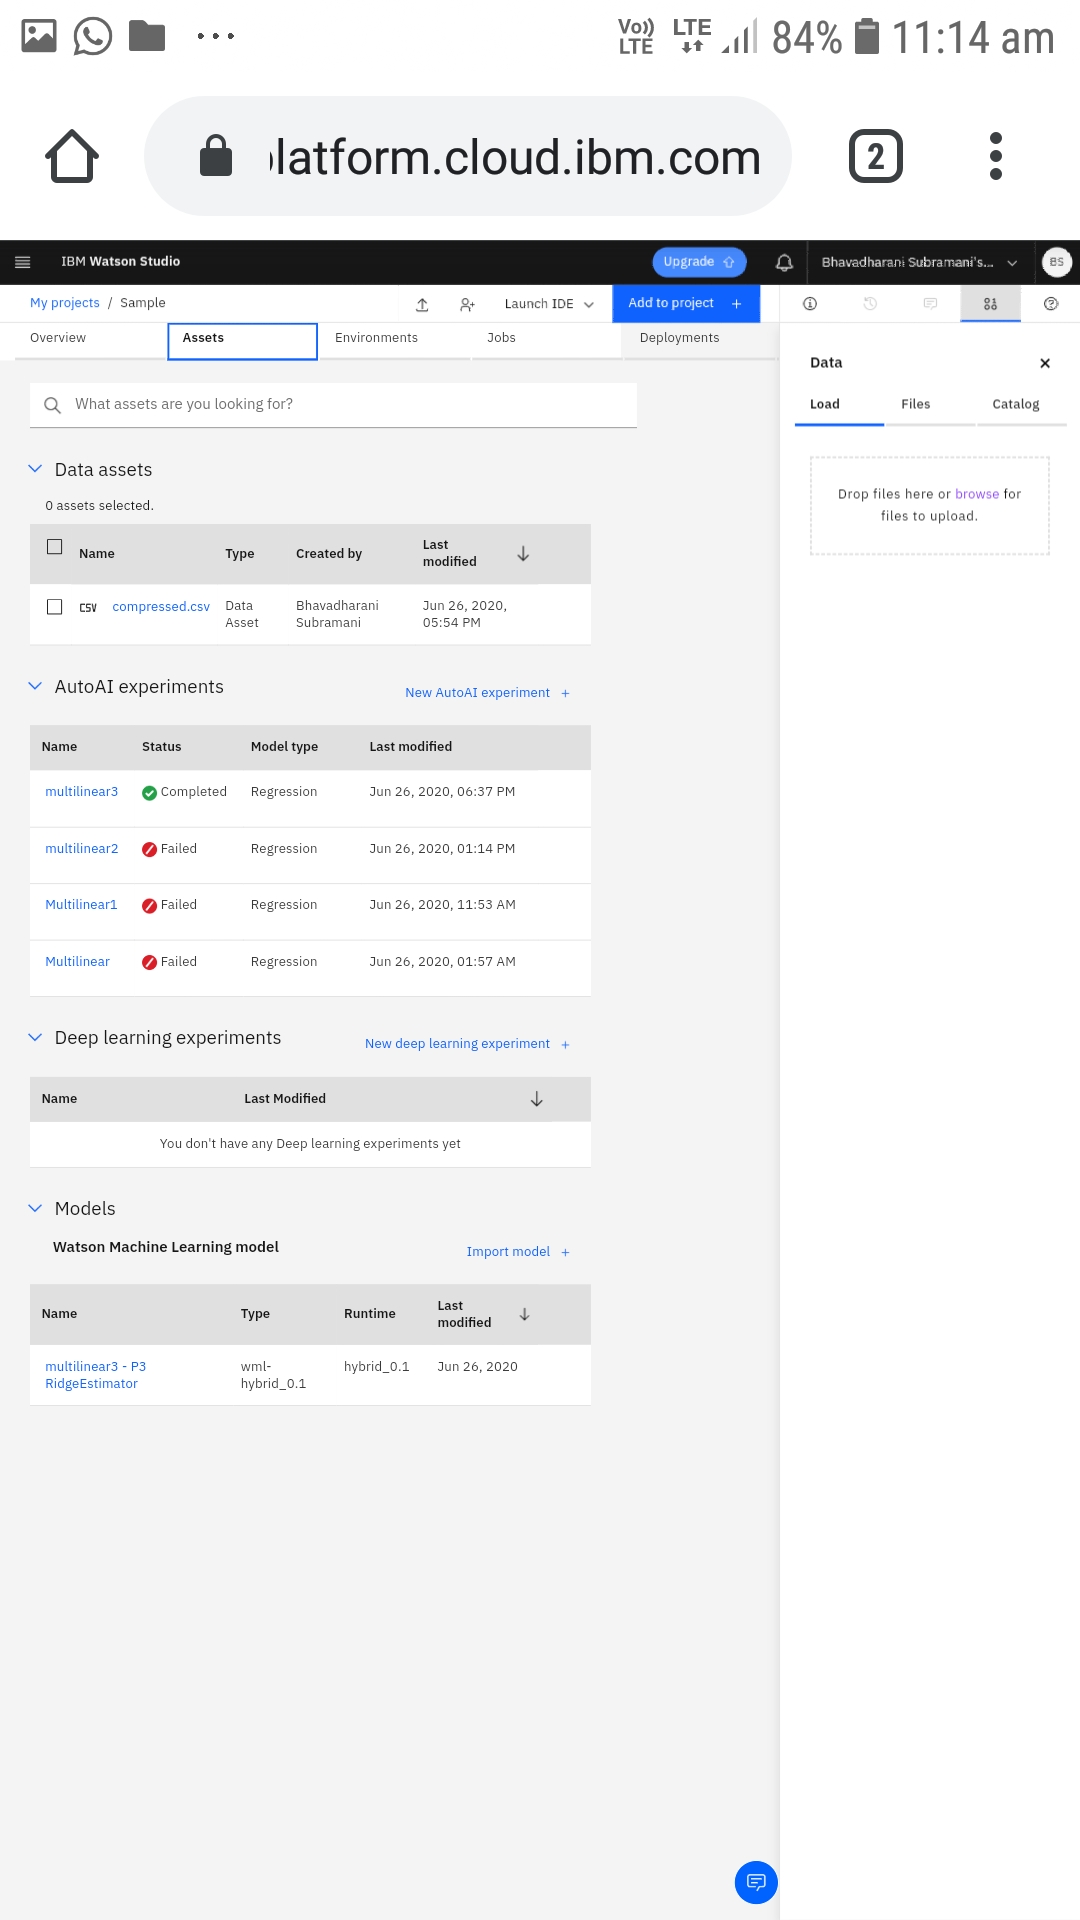 Vo)) LTE LTE 84% 11:14 am
latform.cloud.ibm.com 2
IBM Watson Studio Upgrade Bhavadharani Subramani's... BS
My projects / Sample Launch IDE Add to project +
Overview Assets Environments Jobs Deployments
Data
Load Files Catalog
Drop files here or browse for
files to upload.
What assets are you looking for?
Data assets
0 assets selected.
Name Type Created by Last modified
CSV compressed.csv Data Asset Bhavadharani Subramani Jun 26, 2020, 05:54 PM
AutoAI experiments New AutoAI experiment +
Name Status Model type Last modified
multilinear3 Completed Regression Jun 26, 2020, 06:37 PM
multilinear2 Failed Regression Jun 26, 2020, 01:14 PM
Multilinear1 Failed Regression Jun 26, 2020, 11:53 AM
Multilinear Failed Regression Jun 26, 2020, 01:57 AM
Deep learning experiments New deep learning experiment +
Name Last Modified
You don't have any Deep learning experiments yet
Models
Watson Machine Learning model Import model +
Name Type Runtime Last modified
multilinear3 - P3 RidgeEstimator wml-hybrid_0.1 hybrid_0.1 Jun 26, 2020